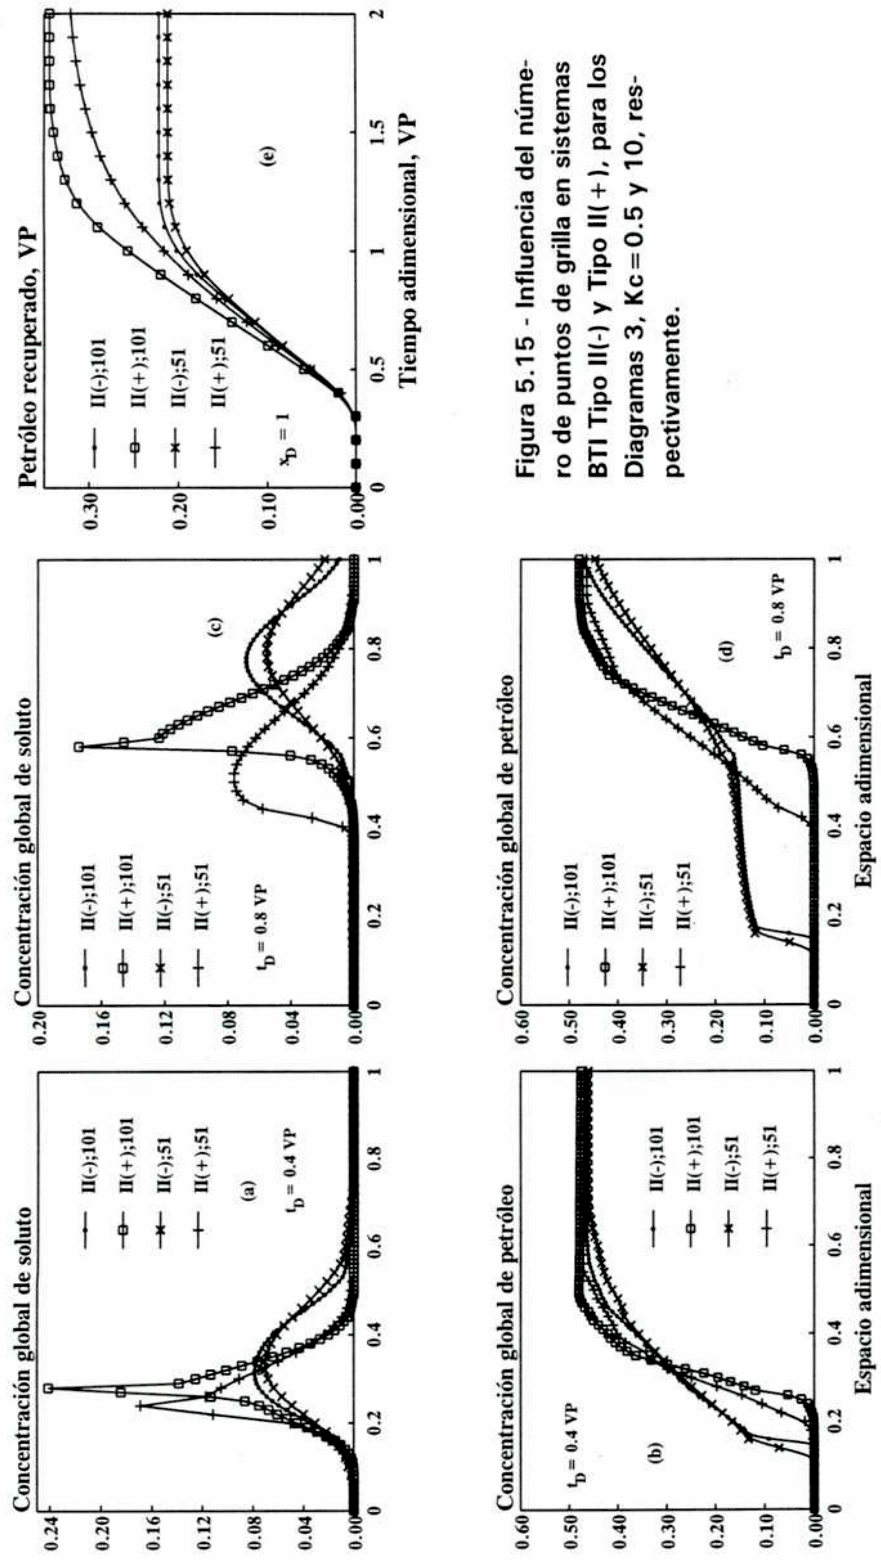 Concentración global de soluto
0.24
0.20
0.16
0.12
0.08
0.04
0.00
II(-);101
II(+);101
II(-);51
II(+);51
(a)
tD = 0.4 VP
0
0.2
0.4
0.6
0.8
1
Concentración global de soluto
0.20
0.16
0.12
0.08
0.04
0.00
II(-);101
II(+);101
II(-);51
II(+);51
tD = 0.8 VP
(c)
0
0.2
0.4
0.6
0.8
1
Petróleo recuperado, VP
0.30
0.20
0.10
0.00
II(-);101
II(+);101
II(-);51
II(+);51
xD = 1
(e)
0
0.5
1
1.5
2
Tiempo adimensional, VP
Concentración global de petróleo
0.60
0.50
0.40
0.30
0.20
0.10
0.00
tD = 0.4 VP
(b)
II(-);101
II(+);101
II(-);51
II(+);51
0
0.2
0.4
0.6
0.8
1
Espacio adimensional
Concentración global de petróleo
0.60
0.50
0.40
0.30
0.20
0.10
0.00
II(-);101
II(+);101
II(-);51
II(+);51
(d)
tD = 0.8 VP
0
0.2
0.4
0.6
0.8
1
Espacio adimensional
Figura 5.15 - Influencia del núme-
ro de puntos de grilla en sistemas
BTI Tipo II(-) y Tipo II(+), para los
Diagramas 3, Kc=0.5 y 10, res-
pectivamente.